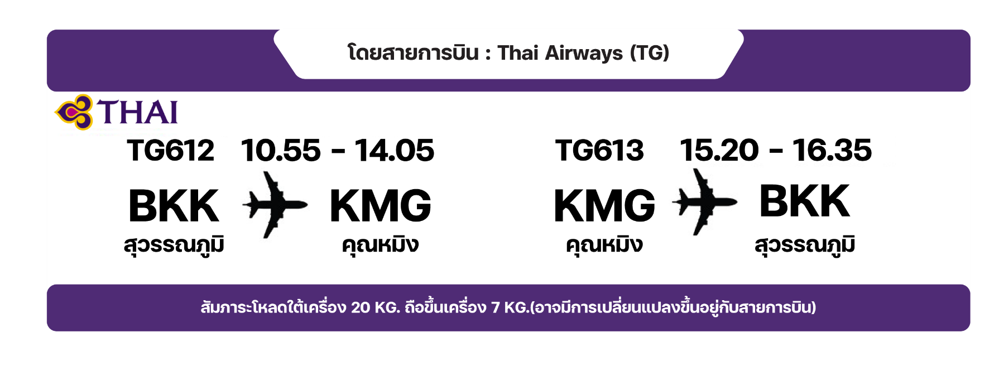 โดยสายการบิน : Thai Airways (TG)
THAI
TG612 10.55 - 14.05
BKK KMG
สุวรรณภูมิ คุณหมิง
TG613 15.20 - 16.35
KMG BKK
คุณหมิง สุวรรณภูมิ
สัมภาระโหลดใต้เครื่อง 20 KG. ถือขึ้นเครื่อง 7 KG.(อาจมีการเปลี่ยนแปลงขึ้นอยู่กับสายการบิน)